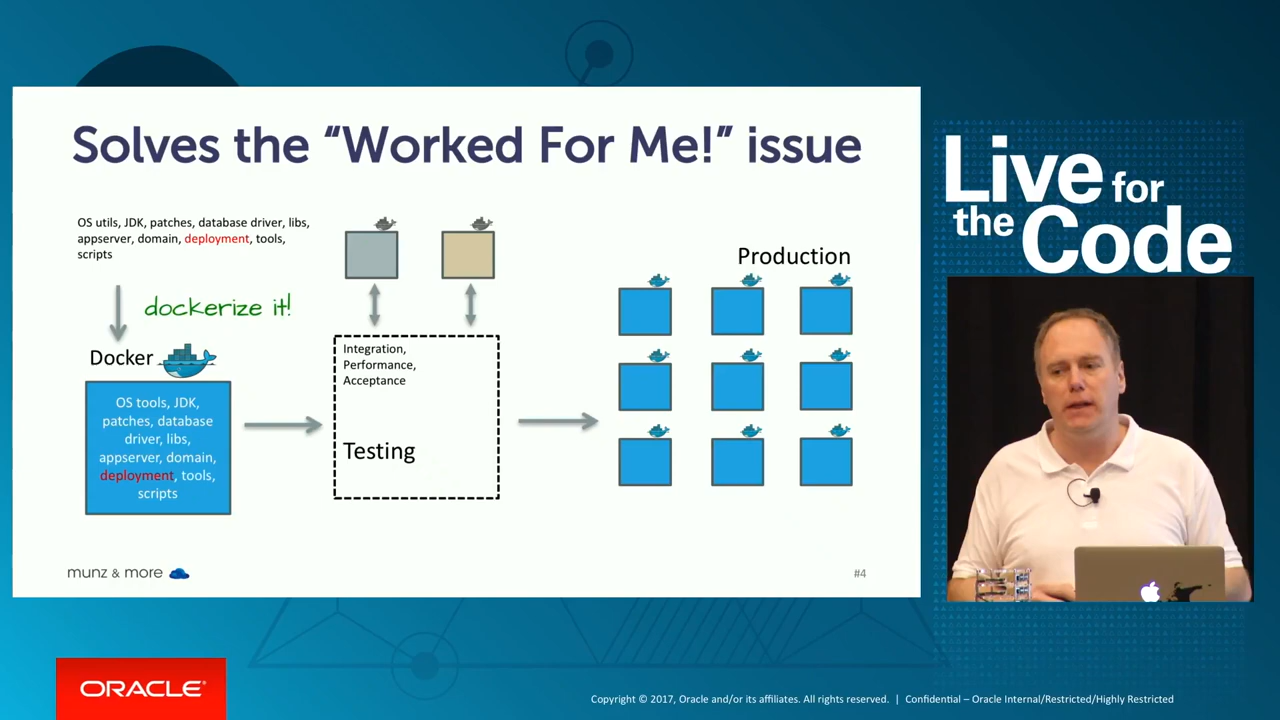 Solves the “Worked For Me!” issue
OS utils, JDK, patches, database driver, libs,
appserver, domain, deployment, tools,
scripts
dockerize it!
Docker
OS tools, JDK,
patches, database
driver, libs,
appserver, domain,
deployment, tools,
scripts
Integration,
Performance,
Acceptance
Testing
Production
munz & more
#4
Live for
the Code
ORACLE®
Copyright © 2017, Oracle and/or its affiliates. All rights reserved. | Confidential – Oracle Internal/Restricted/Highly Restricted